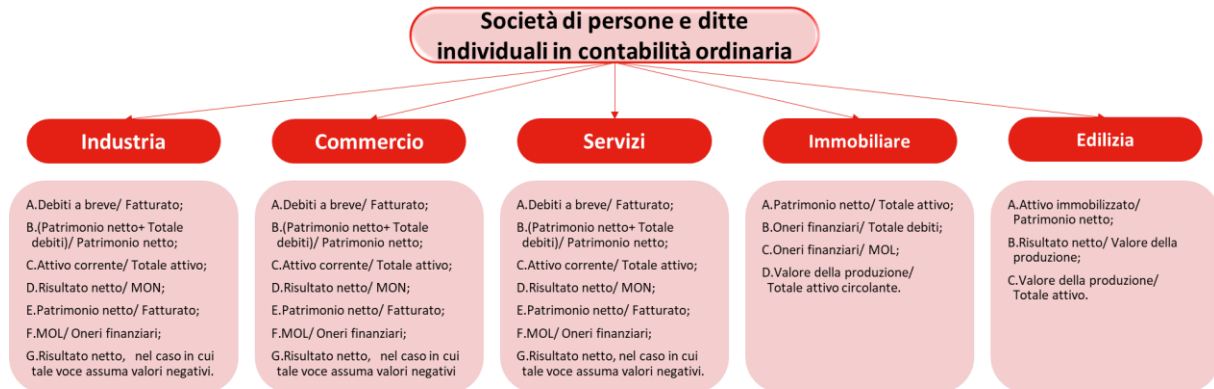 Società di persone e ditte
individuali in contabilità ordinaria
Industria
A.Debiti a breve/ Fatturato;
B.(Patrimonio netto+ Totale
debiti)/ Patrimonio netto;
C.Attivo corrente/ Totale attivo;
D.Risultato netto/ MON;
E.Patrimonio netto/ Fatturato;
F.MOL/ Oneri finanziari;
G.Risultato netto, nel caso in cui
tale voce assuma valori negativi.
Commercio
A.Debiti a breve/ Fatturato;
B.(Patrimonio netto+ Totale
debiti)/ Patrimonio netto;
C.Attivo corrente/ Totale attivo;
D.Risultato netto/ MON;
E.Patrimonio netto/ Fatturato;
F.MOL/ Oneri finanziari;
G.Risultato netto, nel caso in cui
tale voce assuma valori negativi
Servizi
A.Debiti a breve/ Fatturato;
B.(Patrimonio netto+ Totale
debiti)/ Patrimonio netto;
C.Attivo corrente/ Totale attivo;
D.Risultato netto/ MON;
E.Patrimonio netto/ Fatturato;
F.MOL/ Oneri finanziari;
G.Risultato netto, nel caso in cui
tale voce assuma valori negativi.
Immobiliare
A.Patrimonio netto/ Totale attivo;
B.Oneri finanziari/ Totale debiti;
C.Oneri finanziari/ MOL;
D.Valore della produzione/
Totale attivo circolante.
Edilizia
A.Attivo immobilizzato/
Patrimonio netto;
B.Risultato netto/ Valore della
produzione;
C.Valore della produzione/
Totale attivo.